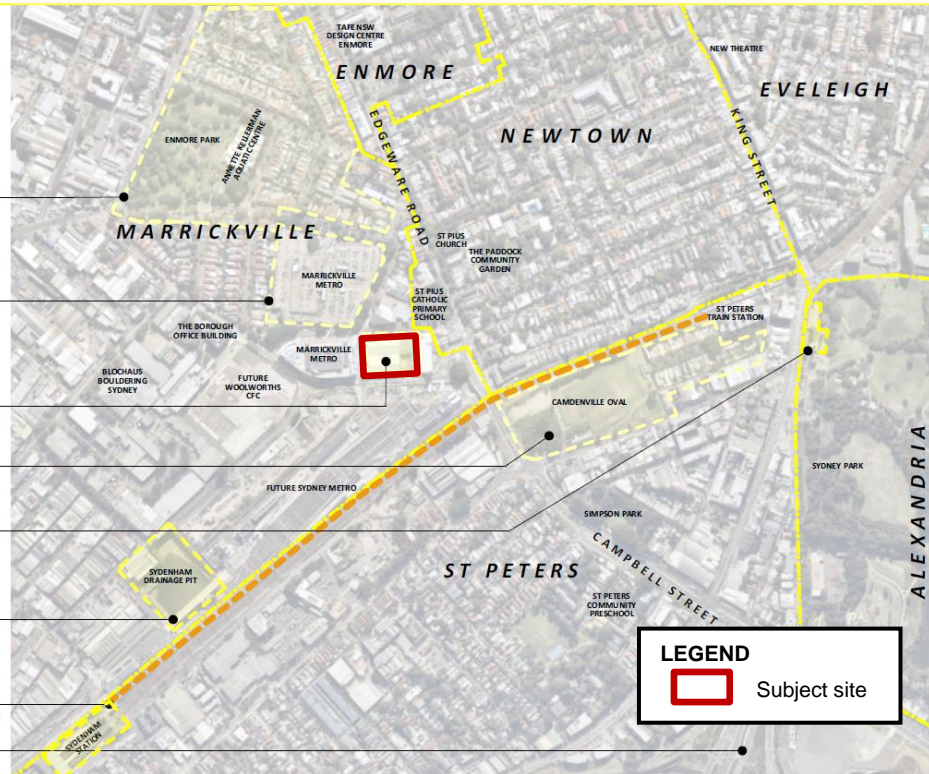 TAFE NSW
DESIGN CENTRE
ENMORE
ENMORE
NEW THEATRE
EVELEIGH
ENMORE PARK
ANNETTE KELLERMAN
AQUATIC CENTRE
EDGEWARE ROAD
NEWTOWN
KING STREET
MARRICKVILLE
ST PIUS
CHURCH
THE PADDOCK
COMMUNITY
GARDEN
MARRICKVILLE
METRO
ST PIUS
CATHOLIC
PRIMARY
SCHOOL
ST PETERS
TRAIN STATION
THE BOROUGH
OFFICE BUILDING
MARRICKVILLE
METRO
BLOCHAUS
BOULDERING
SYDNEY
FUTURE
WOOLWORTHS
CFC
CAMDENVILLE OVAL
SYDNEY PARK
ALEXANDRIA
FUTURE SYDNEY METRO
SIMPSON PARK
CAMPBELL STREET
SYDENHAM
DRAINAGE PIT
ST PETERS
ST PETERS
COMMUNITY
PRESCHOOL
SYDENHAM
STATION
LEGEND
Subject site